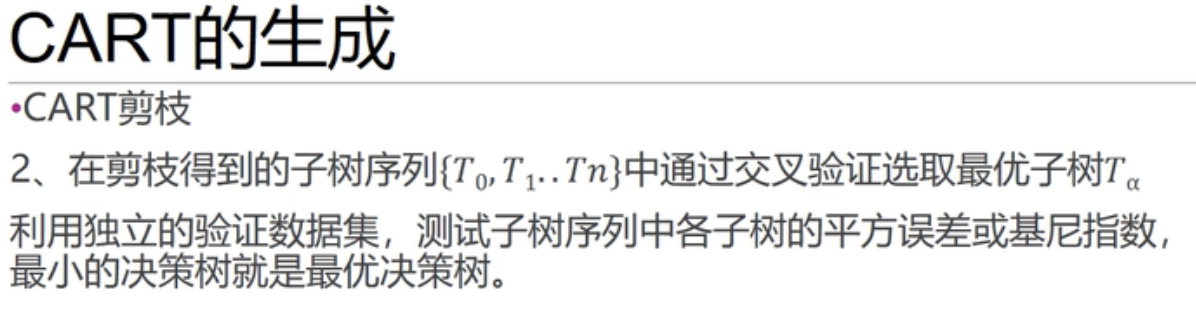 CART的生成
•CART剪枝
2、在剪枝得到的子树序列{T₀,T₁..Tn}中通过交叉验证选取最优子树Tα
利用独立的验证数据集，测试子树序列中各子树的平方误差或基尼指数，
最小的决策树就是最优决策树。